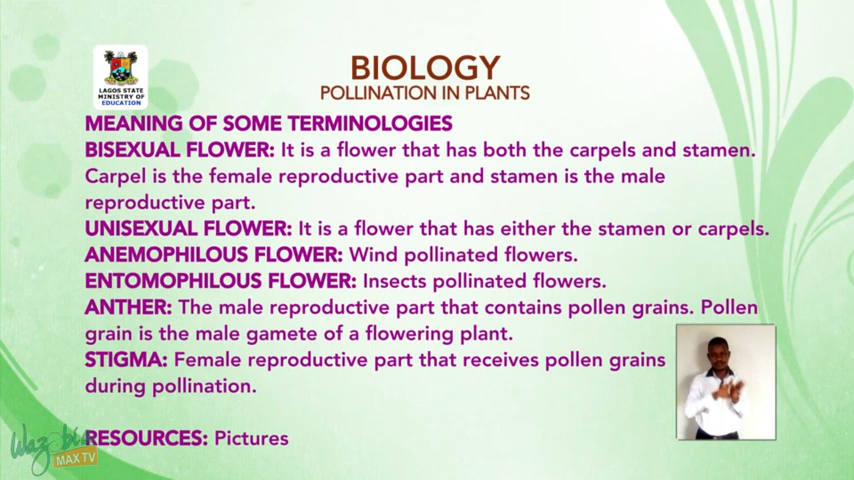 LAGOS STATE
MINISTRY OF
EDUCATION
BIOLOGY
POLLINATION IN PLANTS
MEANING OF SOME TERMINOLOGIES
BISEXUAL FLOWER: It is a flower that has both the carpels and stamen.
Carpel is the female reproductive part and stamen is the male
reproductive part.
UNISEXUAL FLOWER: It is a flower that has either the stamen or carpels.
ANEMOPHILOUS FLOWER: Wind pollinated flowers.
ENTOMOPHILOUS FLOWER: Insects pollinated flowers.
ANTHER: The male reproductive part that contains pollen grains. Pollen
grain is the male gamete of a flowering plant.
STIGMA: Female reproductive part that receives pollen grains
during pollination.
RESOURCES: Pictures
Wazobia
MAX TV